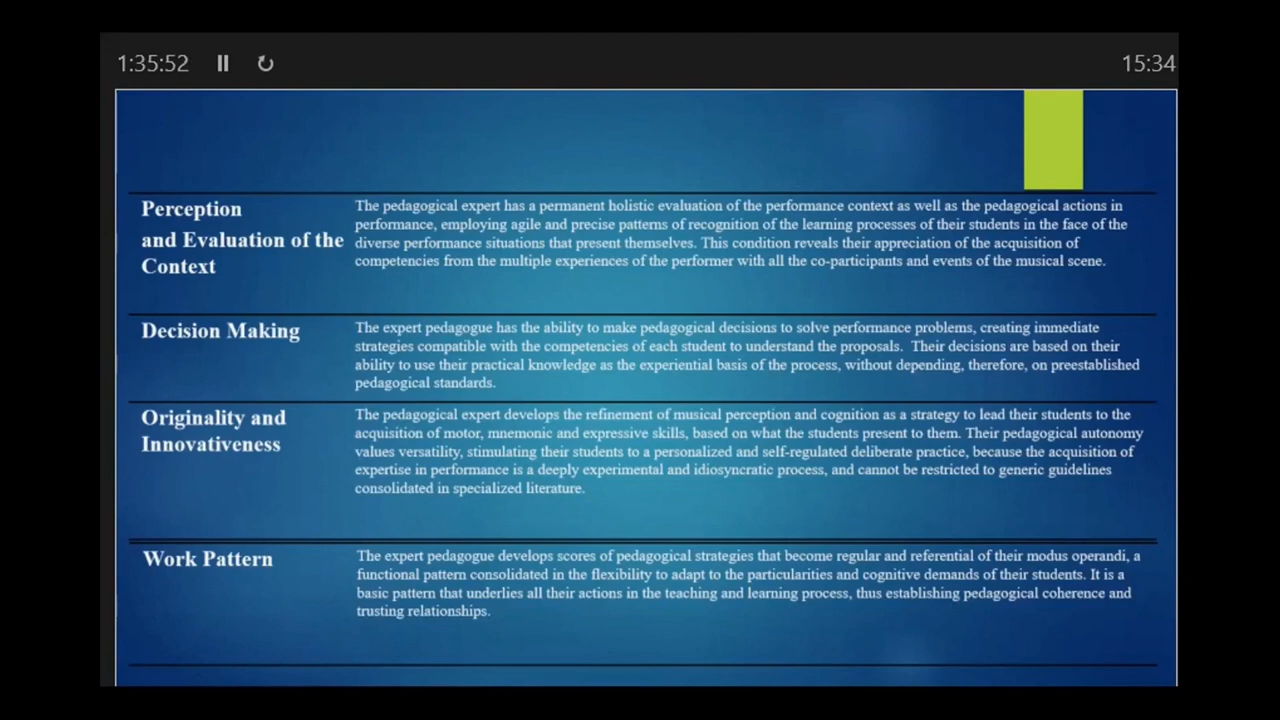 1:35:52
15:34
Perception
and Evaluation of the
Context
The pedagogical expert has a permanent holistic evaluation of the performance context as well as the pedagogical actions in
performance, employing agile and precise patterns of recognition of the learning processes of their students in the face of the
diverse performance situations that present themselves. This condition reveals their appreciation of the acquisition of
competencies from the multiple experiences of the performer with all the co-participants and events of the musical scene.
Decision Making
The expert pedagogue has the ability to make pedagogical decisions to solve performance problems, creating immediate
strategies compatible with the competencies of each student to understand the proposals. Their decisions are based on their
ability to use their practical knowledge as the experiential basis of the process, without depending, therefore, on preestablished
pedagogical standards.
Originality and
Innovativeness
The pedagogical expert develops the refinement of musical perception and cognition as a strategy to lead their students to the
acquisition of motor, mnemonic and expressive skills, based on what the students present to them. Their pedagogical autonomy
values versatility, stimulating their students to a personalized and self-regulated deliberate practice, because the acquisition of
expertise in performance is a deeply experimental and idiosyncratic process, and cannot be restricted to generic guidelines
consolidated in specialized literature.
Work Pattern
The expert pedagogue develops scores of pedagogical strategies that become regular and referential of their modus operandi, a
functional pattern consolidated in the flexibility to adapt to the particularities and cognitive demands of their students. It is a
basic pattern that underlies all their actions in the teaching and learning process, thus establishing pedagogical coherence and
trusting relationships.